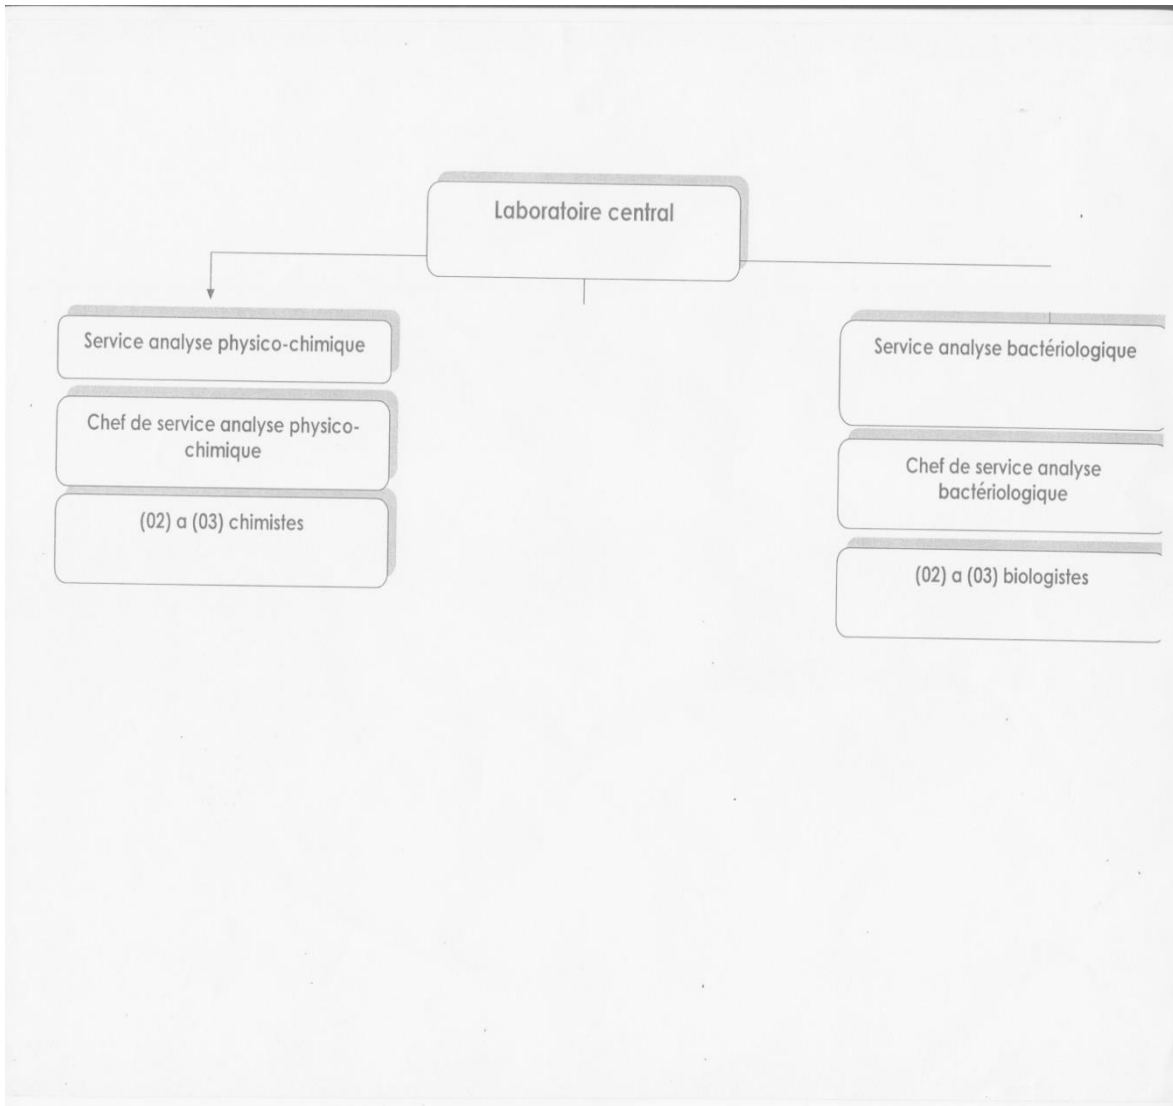 Laboratoire central
Service analyse physico-chimique
Chef de service analyse physico-
chimique
(02) a (03) chimistes
Service analyse bactériologique
Chef de service analyse
bactériologique
(02) a (03) biologistes